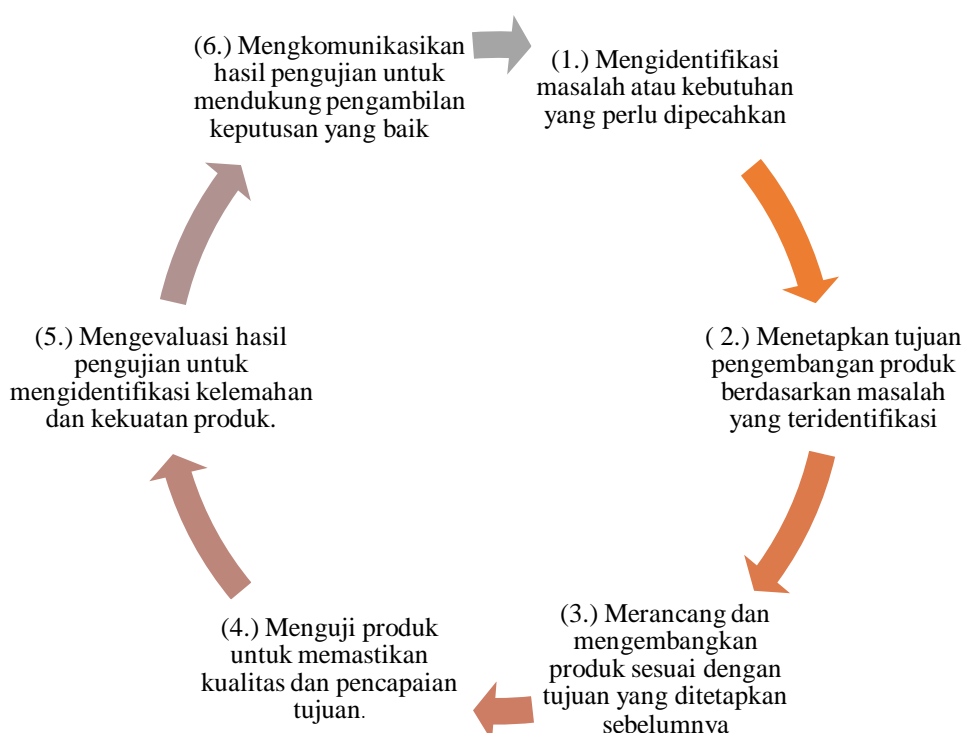 (1.) Mengidentifikasi
masalah atau kebutuhan
yang perlu dipecahkan
( 2.) Menetapkan tujuan
pengembangan produk
berdasarkan masalah
yang teridentifikasi
(3.) Merancang dan
mengembangkan
produk sesuai dengan
tujuan yang ditetapkan
sebelumnya
(4.) Menguji produk
untuk memastikan
kualitas dan pencapaian
tujuan.
(5.) Mengevaluasi hasil
pengujian untuk
mengidentifikasi kelemahan
dan kekuatan produk.
(6.) Mengkomunikasikan
hasil pengujian untuk
mendukung pengambilan
keputusan yang baik